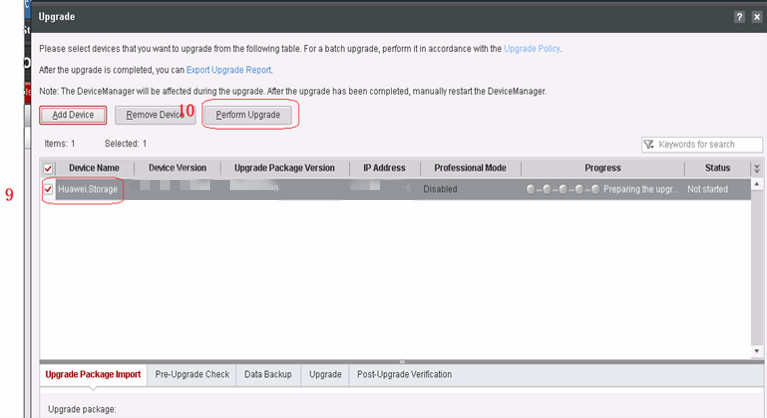 Upgrade
Please select devices that you want to upgrade from the following table. For a batch upgrade, perform it in accordance with the Upgrade Policy.
After the upgrade is completed, you can Export Upgrade Report.
Note: The DeviceManager will be affected during the upgrade. After the upgrade has been completed, manually restart the DeviceManager.
Add Device Remove Device 10 Perform Upgrade
Items: 1 Selected: 1 Keywords for search
Device Name Device Version Upgrade Package Version IP Address Professional Mode Progress Status
9 Huawei.Storage Disabled Preparing the upgr... Not started
Upgrade Package Import Pre-Upgrade Check Data Backup Upgrade Post-Upgrade Verification
Upgrade package: